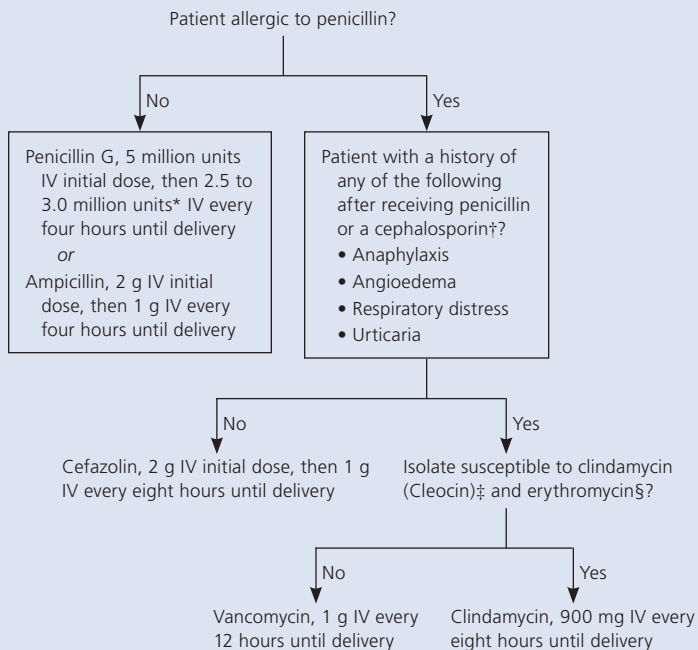 Patient allergic to penicillin?
No
Yes
Penicillin G, 5 million units
IV initial dose, then 2.5 to
3.0 million units* IV every
four hours until delivery
or
Ampicillin, 2 g IV initial
dose, then 1 g IV every
four hours until delivery
Patient with a history of
any of the following
after receiving penicillin
or a cephalosporin†?
• Anaphylaxis
• Angioedema
• Respiratory distress
• Urticaria
No
Yes
Cefazolin, 2 g IV initial dose, then 1 g
IV every eight hours until delivery
Isolate susceptible to clindamycin
(Cleocin)‡ and erythromycin§?
No
Yes
Vancomycin, 1 g IV every
12 hours until delivery
Clindamycin, 900 mg IV every
eight hours until delivery